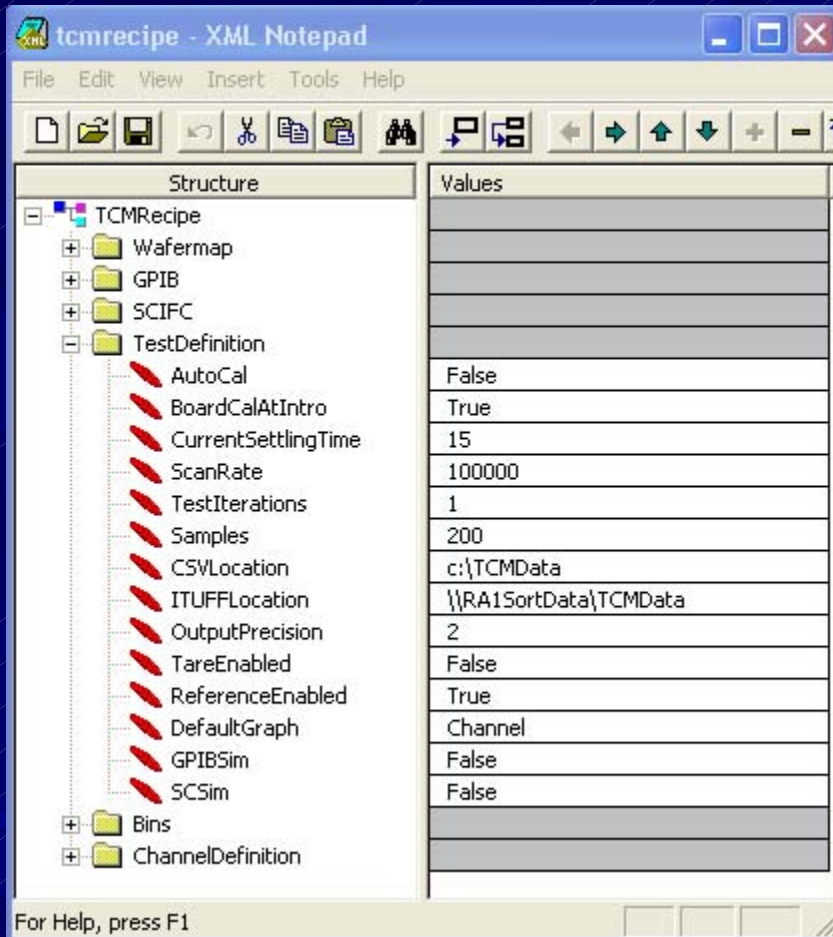 tcmrecipe - XML Notepad
File Edit View Insert Tools Help
Structure Values
TCMRecipe
Wafermap
GPIB
SCIFC
TestDefinition
AutoCal False
BoardCalAtIntro True
CurrentSettlingTime 15
ScanRate 100000
TestIterations 1
Samples 200
CSVLocation c:\TCMData
ITUFFLocation \\RA1SortData\TCMData
OutputPrecision 2
TareEnabled False
ReferenceEnabled True
DefaultGraph Channel
GPIBSim False
SCSim False
Bins
ChannelDefinition
For Help, press F1